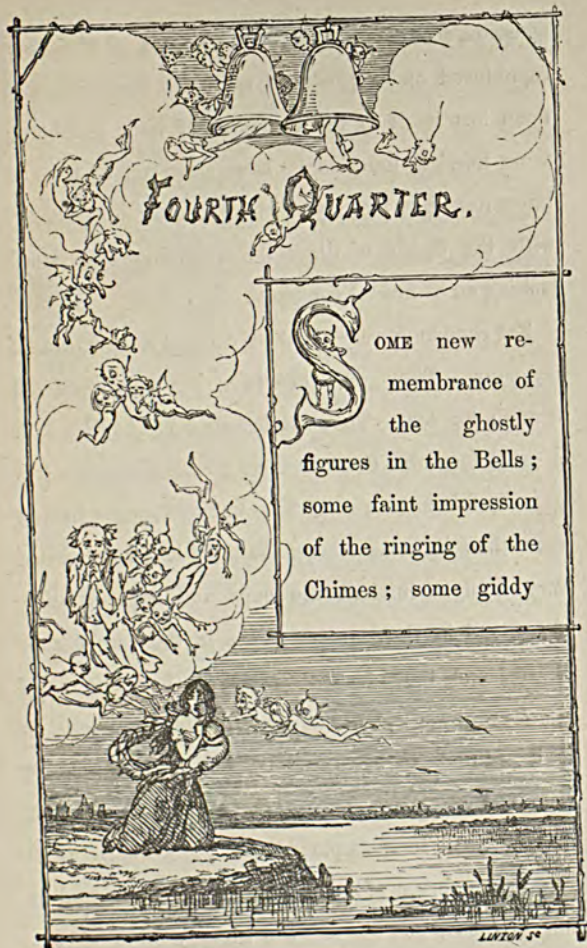 FOURTH QUARTER.
SOME new re-
membrance of
the ghostly
figures in the Bells ;
some faint impression
of the ringing of the
Chimes ; some giddy
LINTON SC